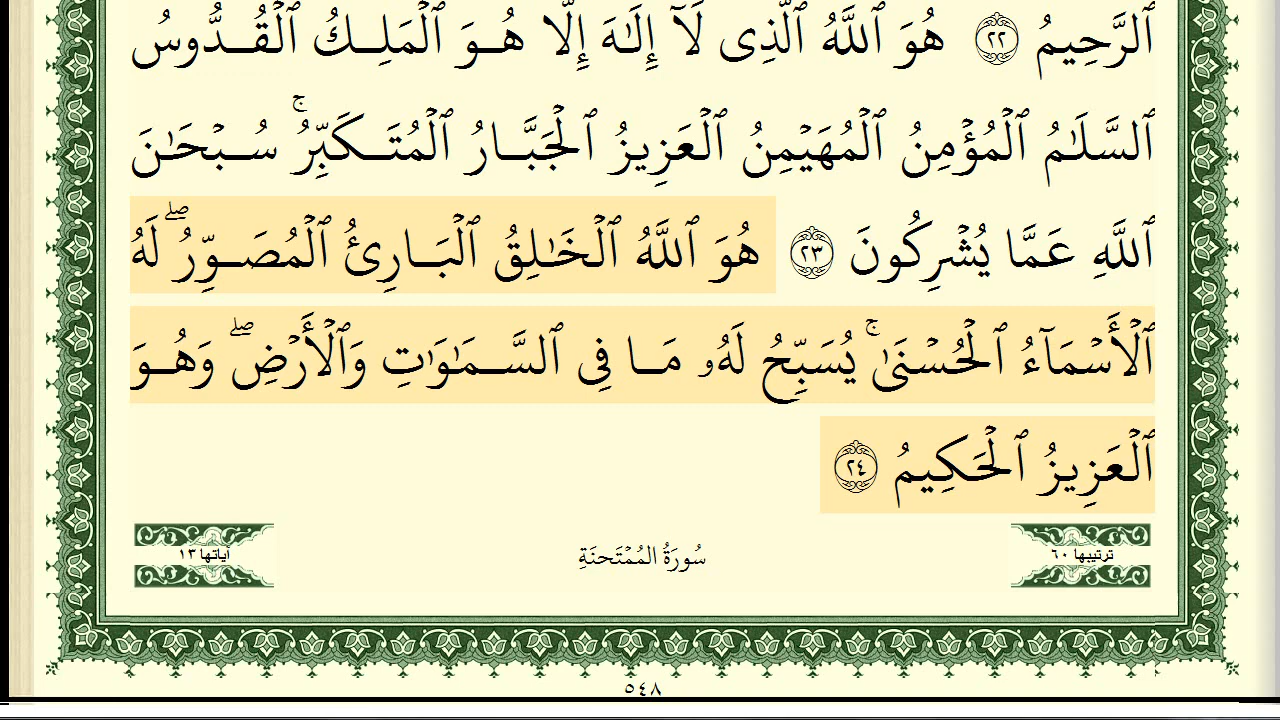 ٱلرَّحِيمُ ٢٢ هُوَ ٱللَّهُ ٱلَّذِى لَآ إِلَٰهَ إِلَّا هُوَ ٱلْمَلِكُ ٱلْقُدُّوسُ
ٱلسَّلَٰمُ ٱلْمُؤْمِنُ ٱلْمُهَيْمِنُ ٱلْعَزِيزُ ٱلْجَبَّارُ ٱلْمُتَكَبِّرُ ۚ سُبْحَٰنَ
ٱللَّهِ عَمَّا يُشْرِكُونَ ٢٣ هُوَ ٱللَّهُ ٱلْخَٰلِقُ ٱلْبَارِئُ ٱلْمُصَوِّرُ ۖ لَهُ
ٱلْأَسْمَآءُ ٱلْحُسْنَىٰ ۚ يُسَبِّحُ لَهُۥ مَا فِى ٱلسَّمَٰوَٰتِ وَٱلْأَرْضِ ۖ وَهُوَ
ٱلْعَزِيزُ ٱلْحَكِيمُ ٢٤
ترتيبها ٦٠ سُورَةُ المُمْتَحنَةِ آياتها ١٣
٥٤٨